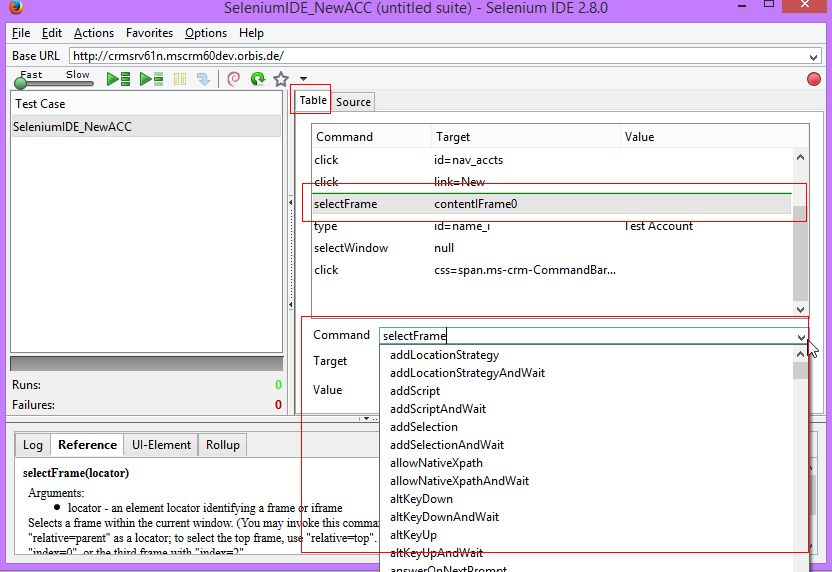 SeleniumIDE_NewACC (untitled suite) - Selenium IDE 2.8.0
File Edit Actions Favorites Options Help
Base URL http://crmsrv61n.mscrm60dev.orbis.de/
Fast Slow
Test Case
SeleniumIDE_NewACC
Table Source
Command Target Value
click id=nav_accts
click link=New
selectFrame contentIFrame0
type id=name_i Test Account
selectWindow null
click css=span.ms-crm-CommandBar...
Command selectFrame
Target
Value
addLocationStrategy
addLocationStrategyAndWait
addScript
addScriptAndWait
addSelection
addSelectionAndWait
allowNativeXpath
allowNativeXpathAndWait
altKeyDown
altKeyDownAndWait
altKeyUp
altKeyUpAndWait
answerOnNextPrompt
Runs: 0
Failures: 0
Log Reference UI-Element Rollup
selectFrame(locator)
Arguments:
locator - an element locator identifying a frame or iframe
Selects a frame within the current window. (You may invoke this comma
"relative=parent" as a locator; to select the top frame, use "relative=top".
"index=0", or the third frame with "index=2"